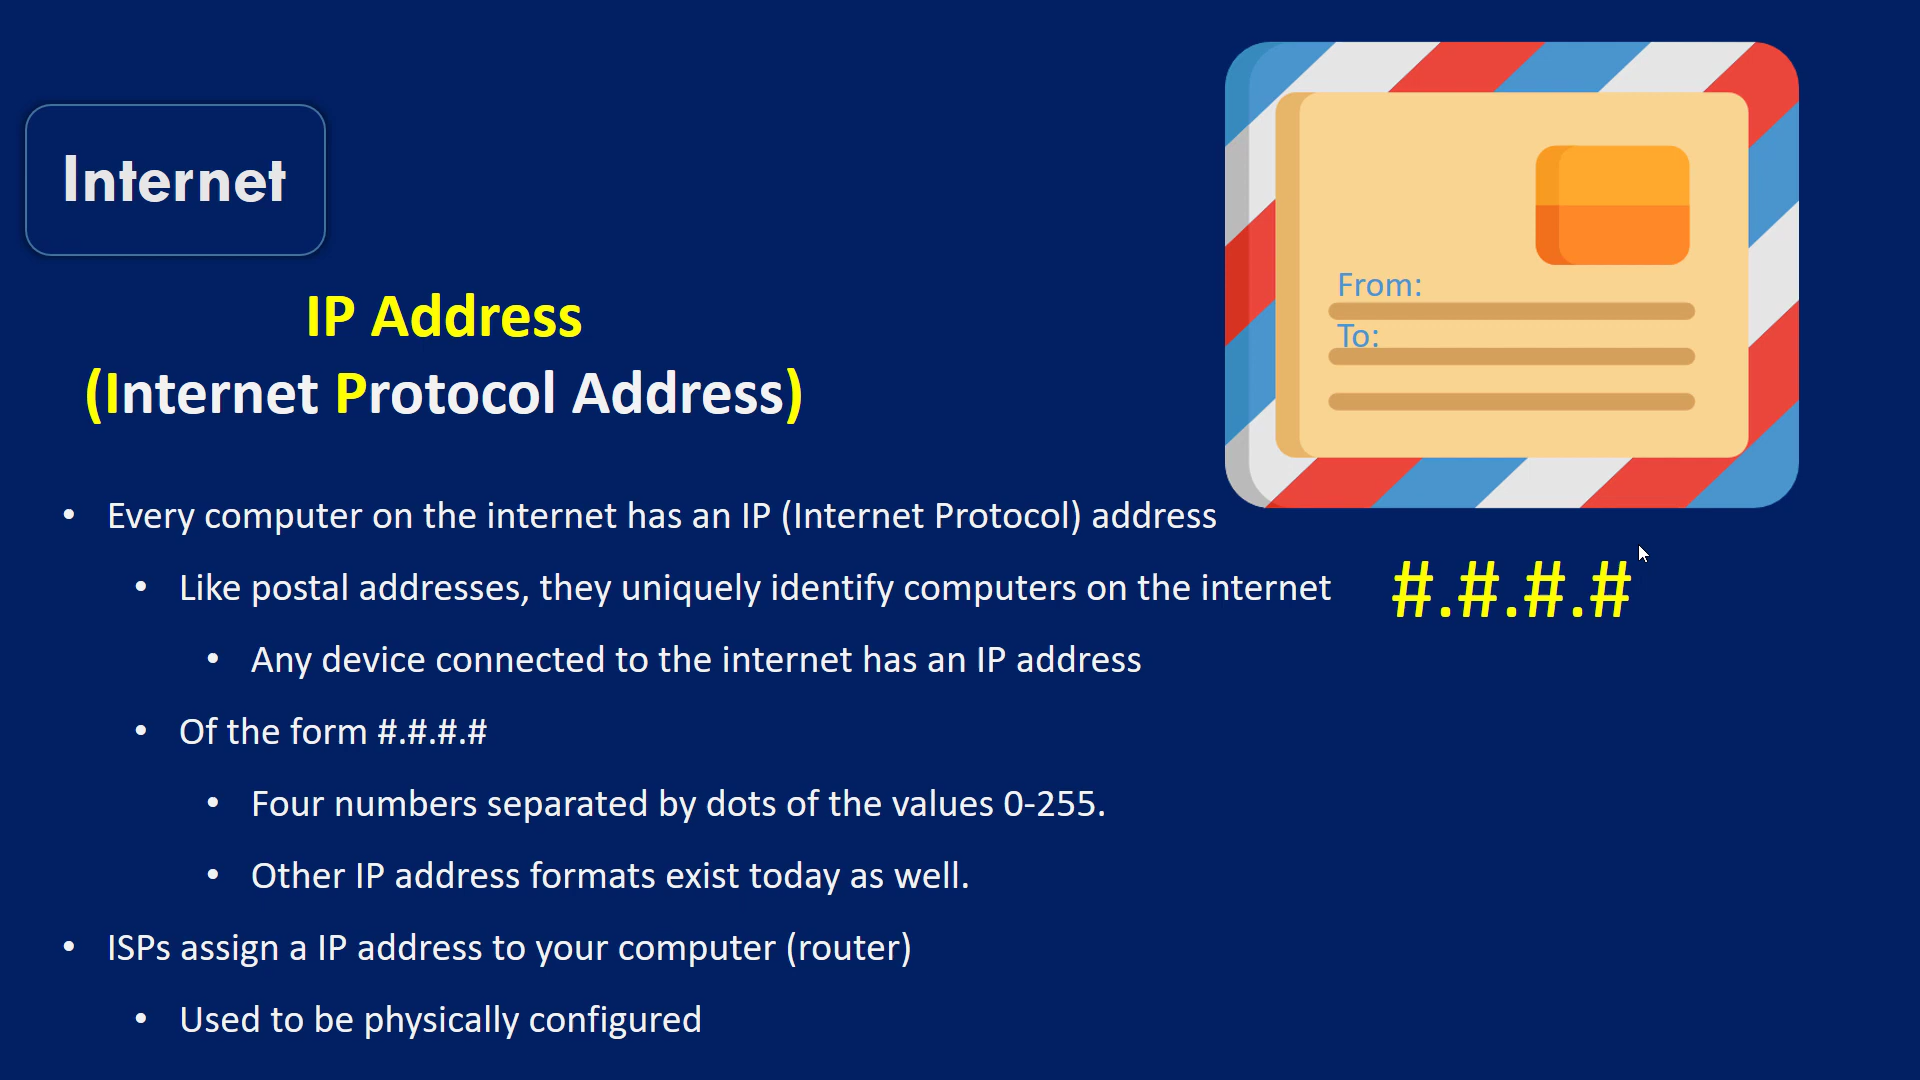 Internet
IP Address
(Internet Protocol Address)
From:
To:
• Every computer on the internet has an IP (Internet Protocol) address
• Like postal addresses, they uniquely identify computers on the internet
#.#.#.#
• Any device connected to the internet has an IP address
• Of the form #.#.#.#
• Four numbers separated by dots of the values 0-255.
• Other IP address formats exist today as well.
• ISPs assign a IP address to your computer (router)
• Used to be physically configured